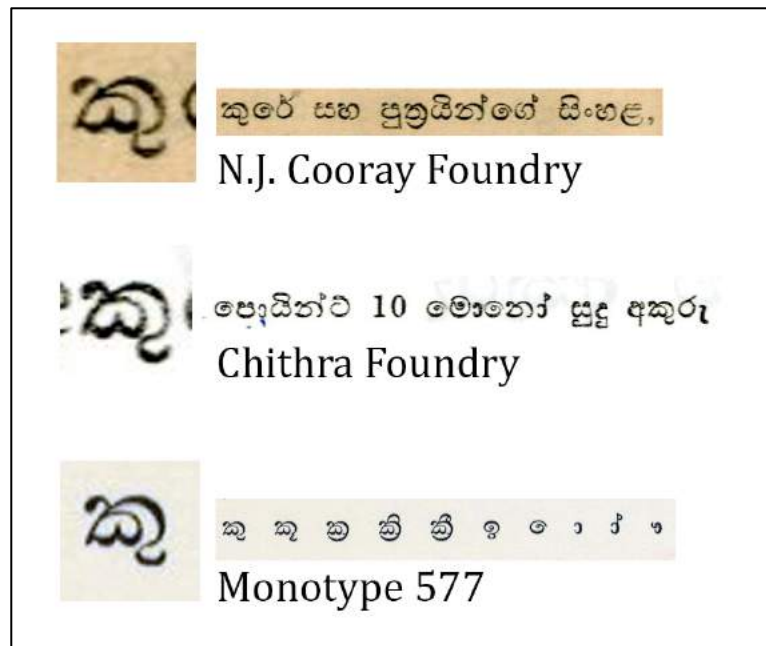 කු
කුරේ සහ පුත්‍රයින්ගේ සිංහළ,
N.J. Cooray Foundry
කු
පොයින්ට් 10 මොනෝ සුදු අකුරු
Chithra Foundry
කු
කු කූ ක්‍ර ක්‍රි ක්‍රී ඉ ෙ ා ් ෟ
Monotype 577